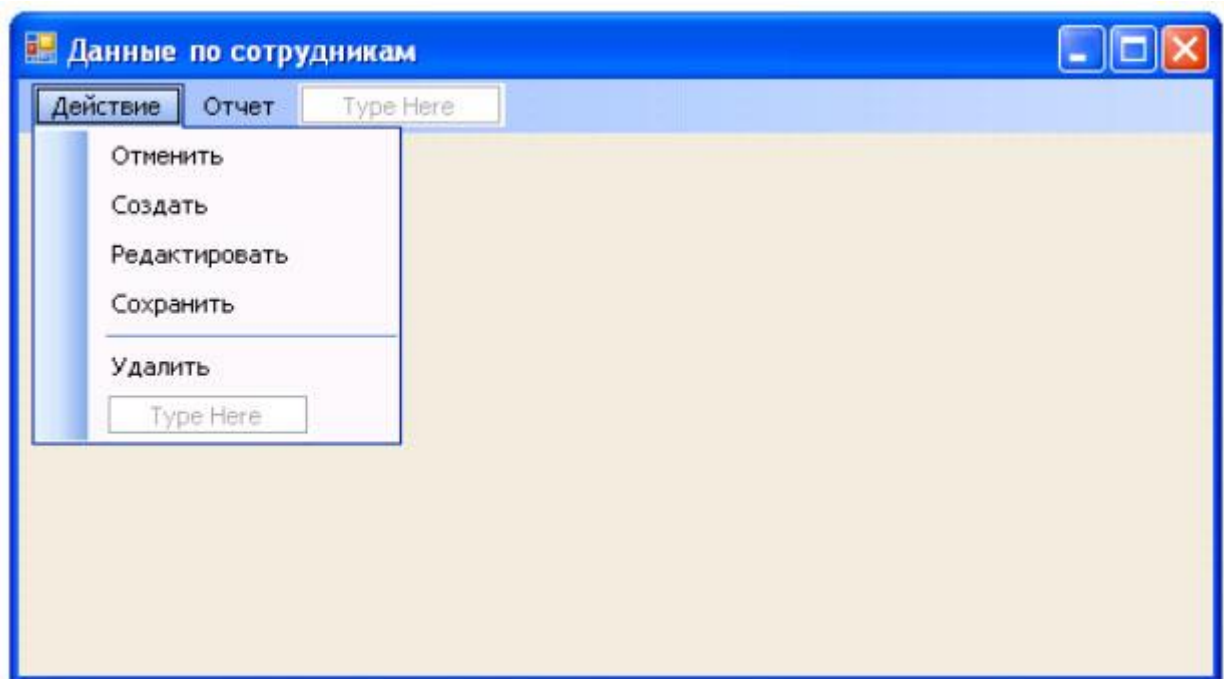 Данные по сотрудникам
Действие Отчет Type Here
Отменить
Создать
Редактировать
Сохранить
Удалить
Type Here